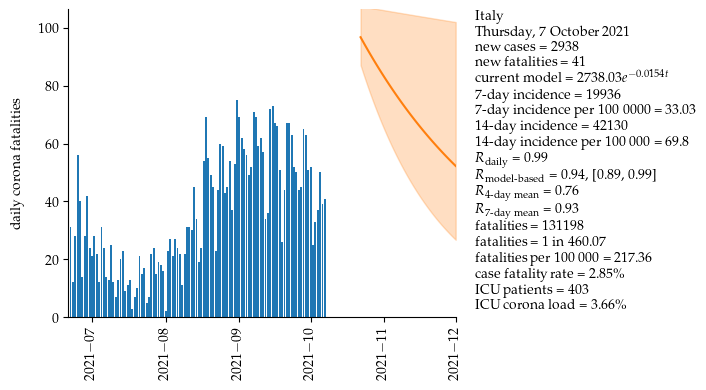 daily corona fatalities
100
80
60
40
20
0
2021−07
2021−08
2021−09
2021−10
2021−11
2021−12
Italy
Thursday, 7 October 2021
new cases = 2938
new fatalities = 41
current model = 2738.03e^{−0.0154t}
7-day incidence = 19936
7-day incidence per 100 0000 = 33.03
14-day incidence = 42130
14-day incidence per 100 000 = 69.8
R_daily = 0.99
R_model-based = 0.94, [0.89, 0.99]
R_4-day mean = 0.76
R_7-day mean = 0.93
fatalities = 131198
fatalities = 1 in 460.07
fatalities per 100 000 = 217.36
case fatality rate = 2.85%
ICU patients = 403
ICU corona load = 3.66%